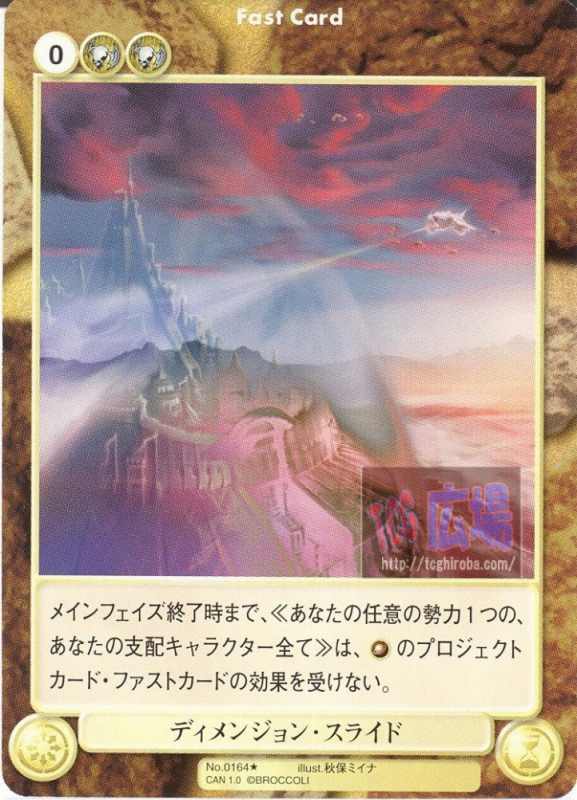 Fast Card
0
広場
http://tcghiroba.com/
メインフェイズ終了時まで、≪あなたの任意の勢力1つの、
あなたの支配キャラクター全て≫は、のプロジェクト
カード・ファストカードの効果を受けない。
ディメンジョン・スライド
No.0164★ illust.秋保ミイナ
CAN 1.0 ©BROCCOLI